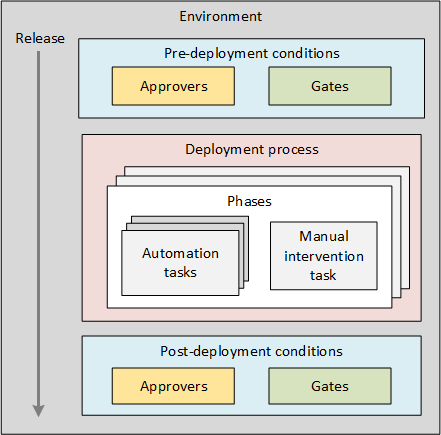 Environment
Release
Pre-deployment conditions
Approvers
Gates
Deployment process
Phases
Automation
tasks
Manual
intervention
task
Post-deployment conditions
Approvers
Gates